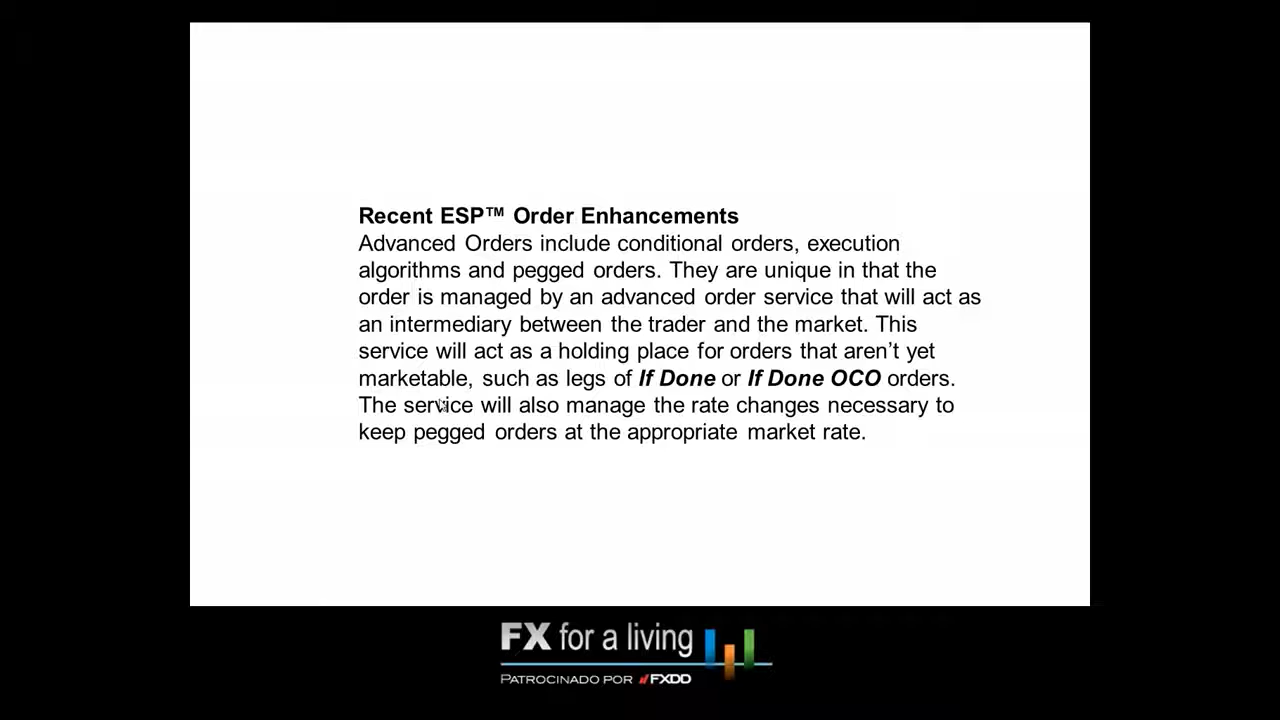 Recent ESP™ Order Enhancements
Advanced Orders include conditional orders, execution
algorithms and pegged orders. They are unique in that the
order is managed by an advanced order service that will act as
an intermediary between the trader and the market. This
service will act as a holding place for orders that aren’t yet
marketable, such as legs of If Done or If Done OCO orders.
The service will also manage the rate changes necessary to
keep pegged orders at the appropriate market rate.
FX for a living
PATROCINADO POR FXDD